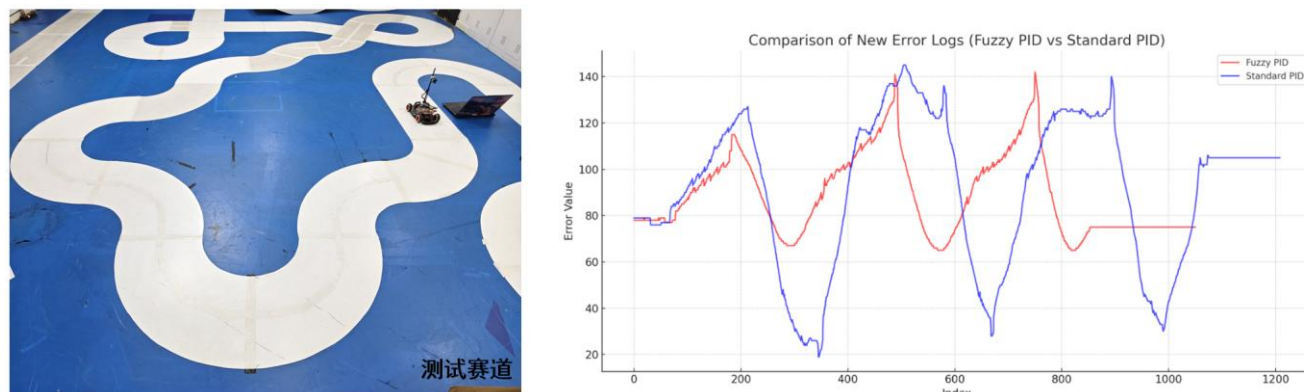 测试赛道
Comparison of New Error Logs (Fuzzy PID vs Standard PID)
Fuzzy PID
Standard PID
Error Value
140
120
100
80
60
40
20
0
200
400
600
800
1000
1200
Index